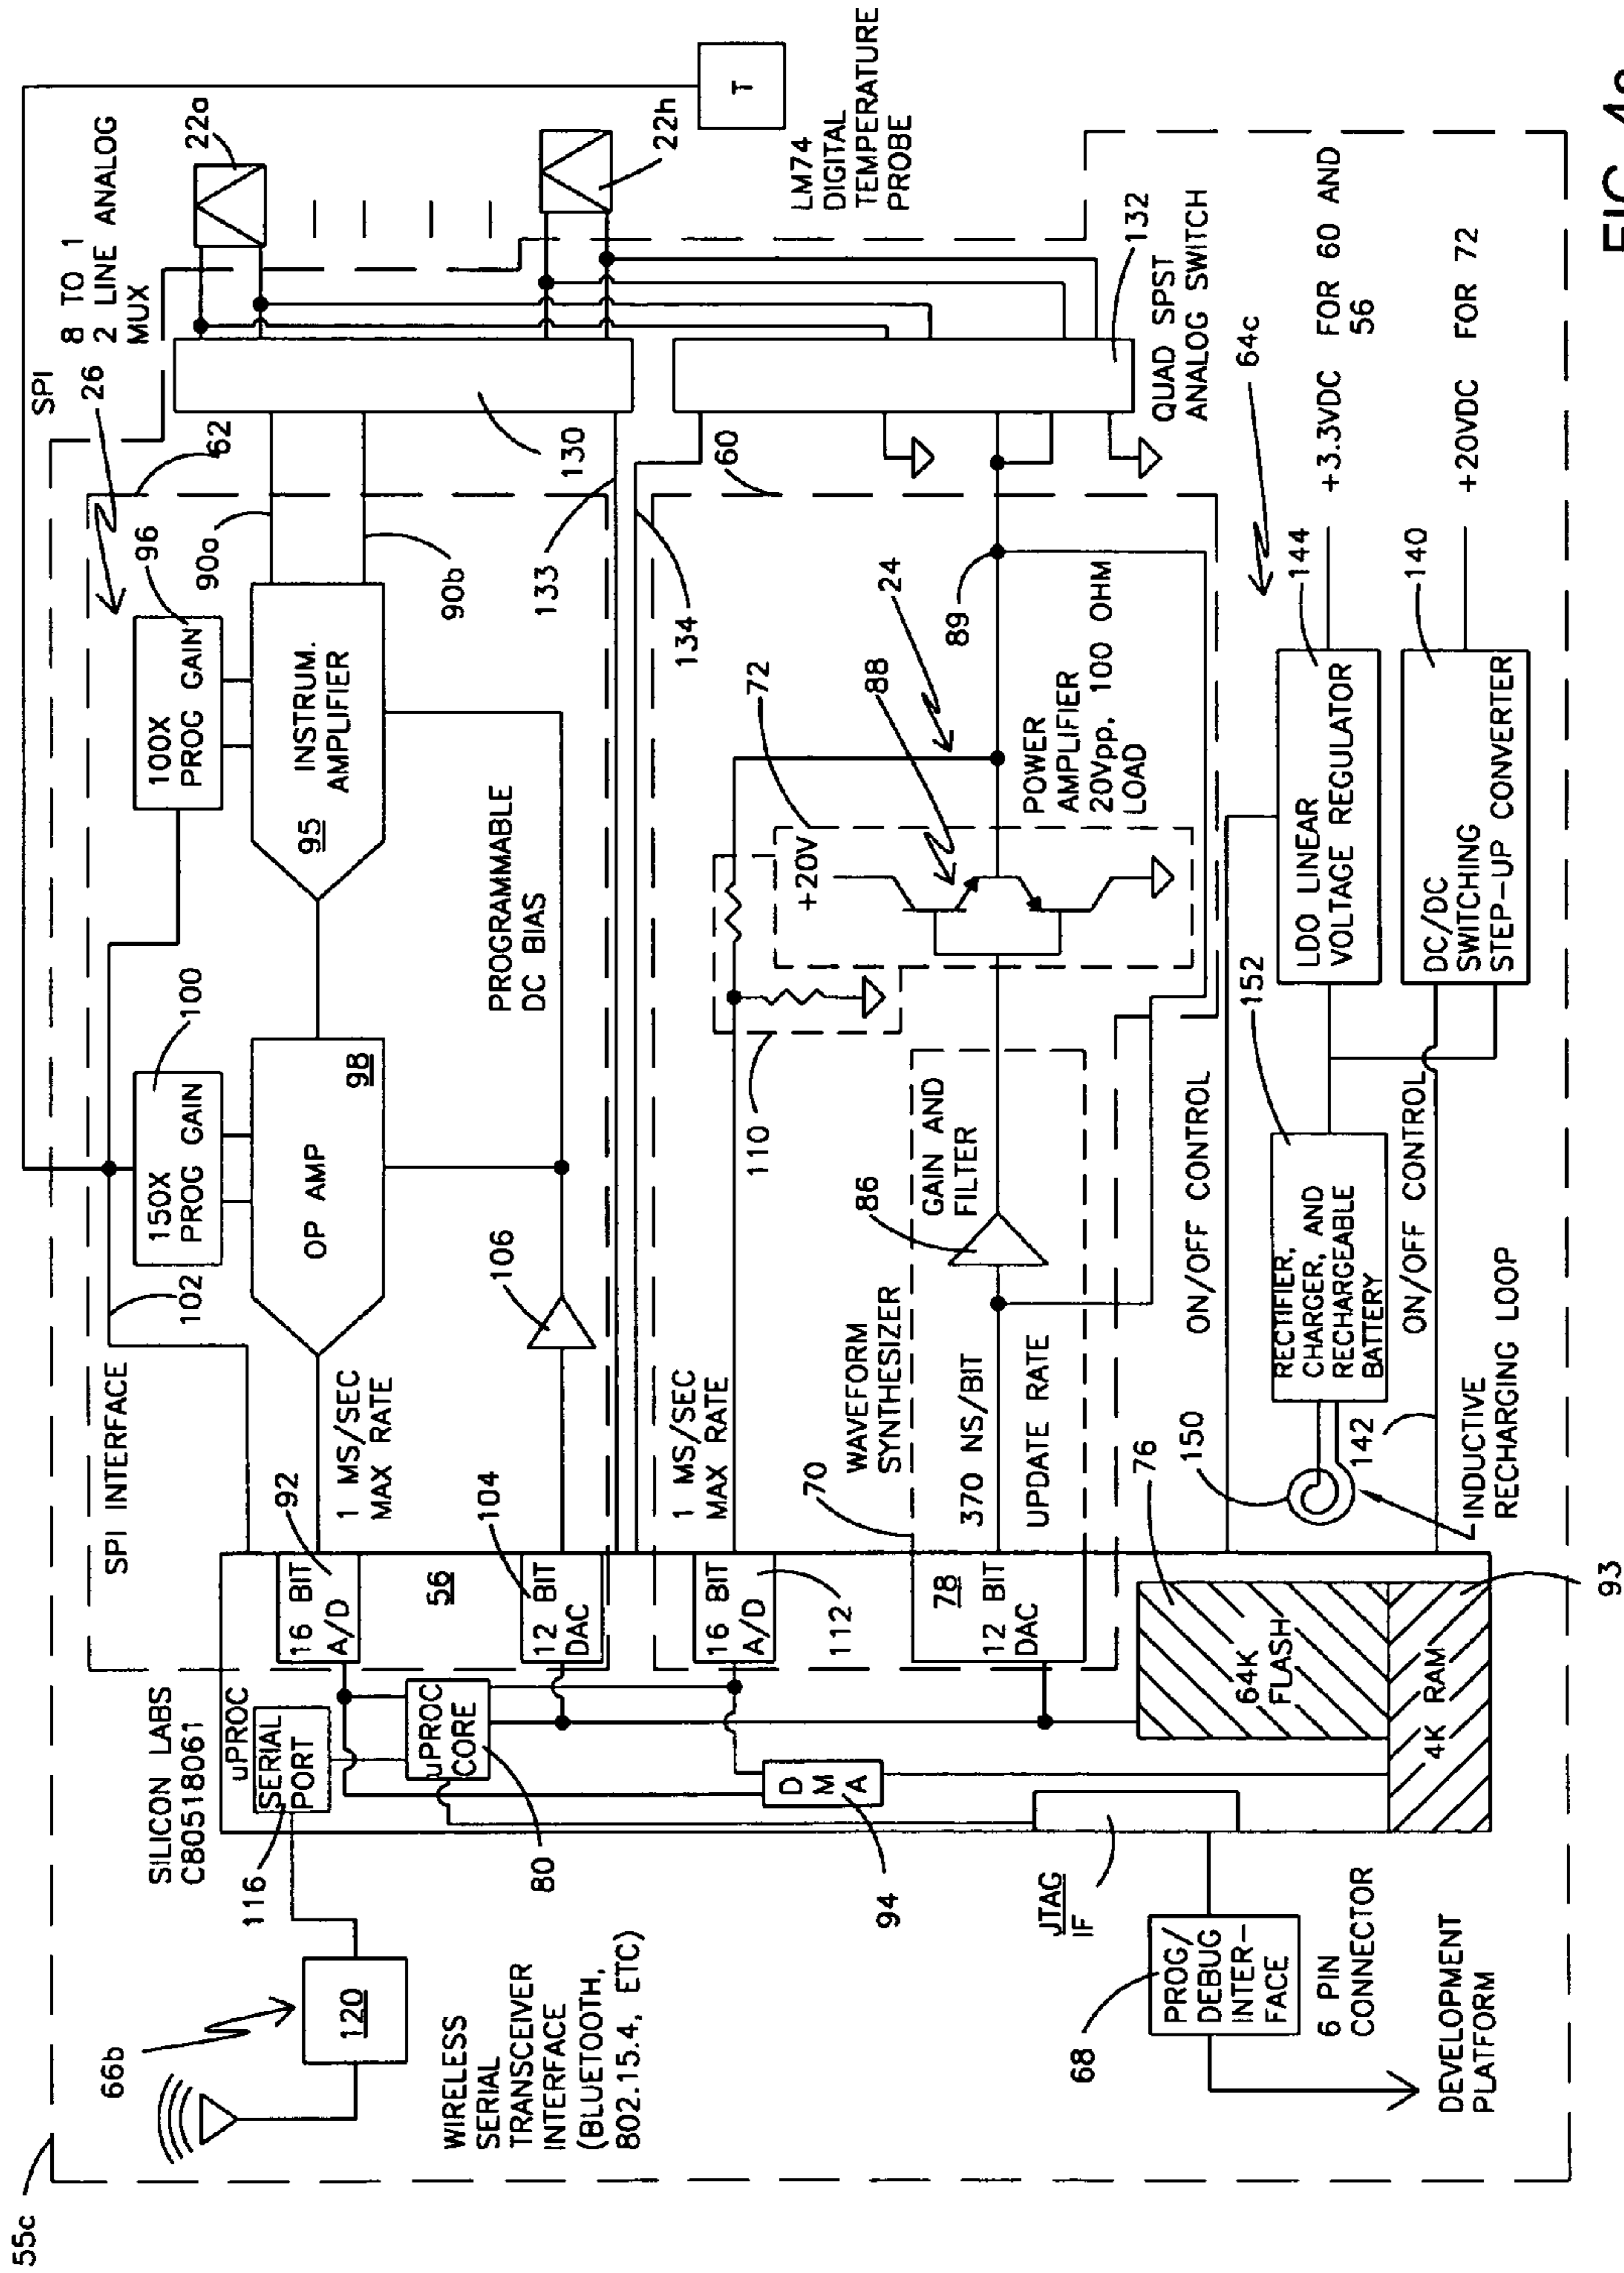 55c
66b
120
WIRELESS
SERIAL
TRANSCEIVER
INTERFACE
(BLUETOOTH,
802.15.4, ETC)
SILICON LABS
C80518061
116
uPROC
SERIAL
PORT
uPROC
CORE
80
D
M
A
94
JTAG
IF
PROG/
DEBUG
INTER-
FACE
68
6 PIN
CONNECTOR
DEVELOPMENT
PLATFORM
SPI INTERFACE
16 BIT
A/D
92
56
12 BIT
DAC
104
16 BIT
A/D
112
78
12 BIT
DAC
70
76
64K
FLASH
4K RAM
93
102
150X
PROG GAIN
100
OP AMP
98
1 MS/SEC
MAX RATE
106
PROGRAMMABLE
DC BIAS
100X
PROG GAIN
96
26
INSTRUM.
AMPLIFIER
95
90a
90b
62
SPI
8 TO 1
2 LINE ANALOG
MUX
22a
22h
T
LM74
DIGITAL
TEMPERATURE
PROBE
130
133
134
60
132
QUAD SPST
ANALOG SWITCH
1 MS/SEC
MAX RATE
WAVEFORM
SYNTHESIZER
370 NS/BIT
UPDATE RATE
86
GAIN AND
FILTER
110
72
+20V
88
24
89
POWER
AMPLIFIER
20Vpp, 100 OHM
LOAD
ON/OFF CONTROL
64c
150
142
INDUCTIVE
RECHARGING LOOP
RECTIFIER,
CHARGER, AND
RECHARGEABLE
BATTERY
152
ON/OFF CONTROL
LDO LINEAR
VOLTAGE REGULATOR
144
+3.3VDC FOR 60 AND
56
DC/DC
SWITCHING
STEP-UP CONVERTER
140
+20VDC FOR 72